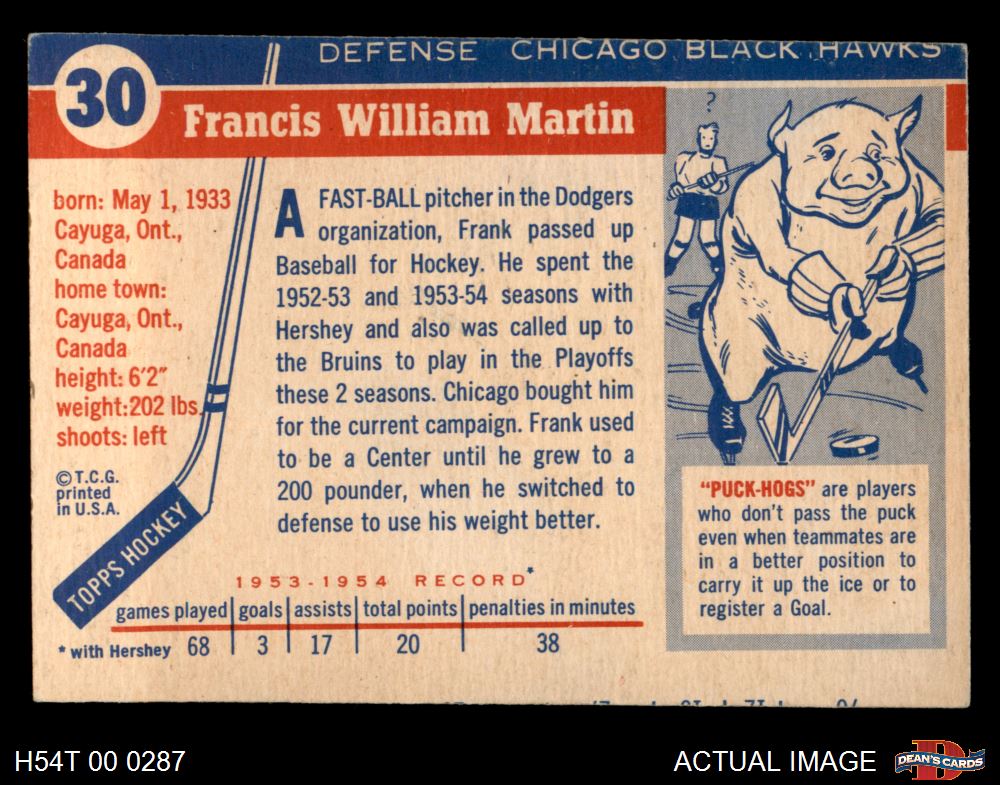 DEFENSE CHICAGO BLACK HAWKS
30
Francis William Martin
born: May 1, 1933
Cayuga, Ont.,
Canada
home town:
Cayuga, Ont.,
Canada
height: 6'2"
weight:202 lbs.
shoots: left
© T.C.G.
printed
in U.S.A.
TOPPS HOCKEY
A FAST-BALL pitcher in the Dodgers
organization, Frank passed up
Baseball for Hockey. He spent the
1952-53 and 1953-54 seasons with
Hershey and also was called up to
the Bruins to play in the Playoffs
these 2 seasons. Chicago bought him
for the current campaign. Frank used
to be a Center until he grew to a
200 pounder, when he switched to
defense to use his weight better.
?
"PUCK-HOGS" are players
who don't pass the puck
even when teammates are
in a better position to
carry it up the ice or to
register a Goal.
1953-1954 RECORD*
games played goals assists total points penalties in minutes
* with Hershey 68 3 17 20 38
H54T 00 0287
ACTUAL IMAGE
D
DEAN'S CARDS